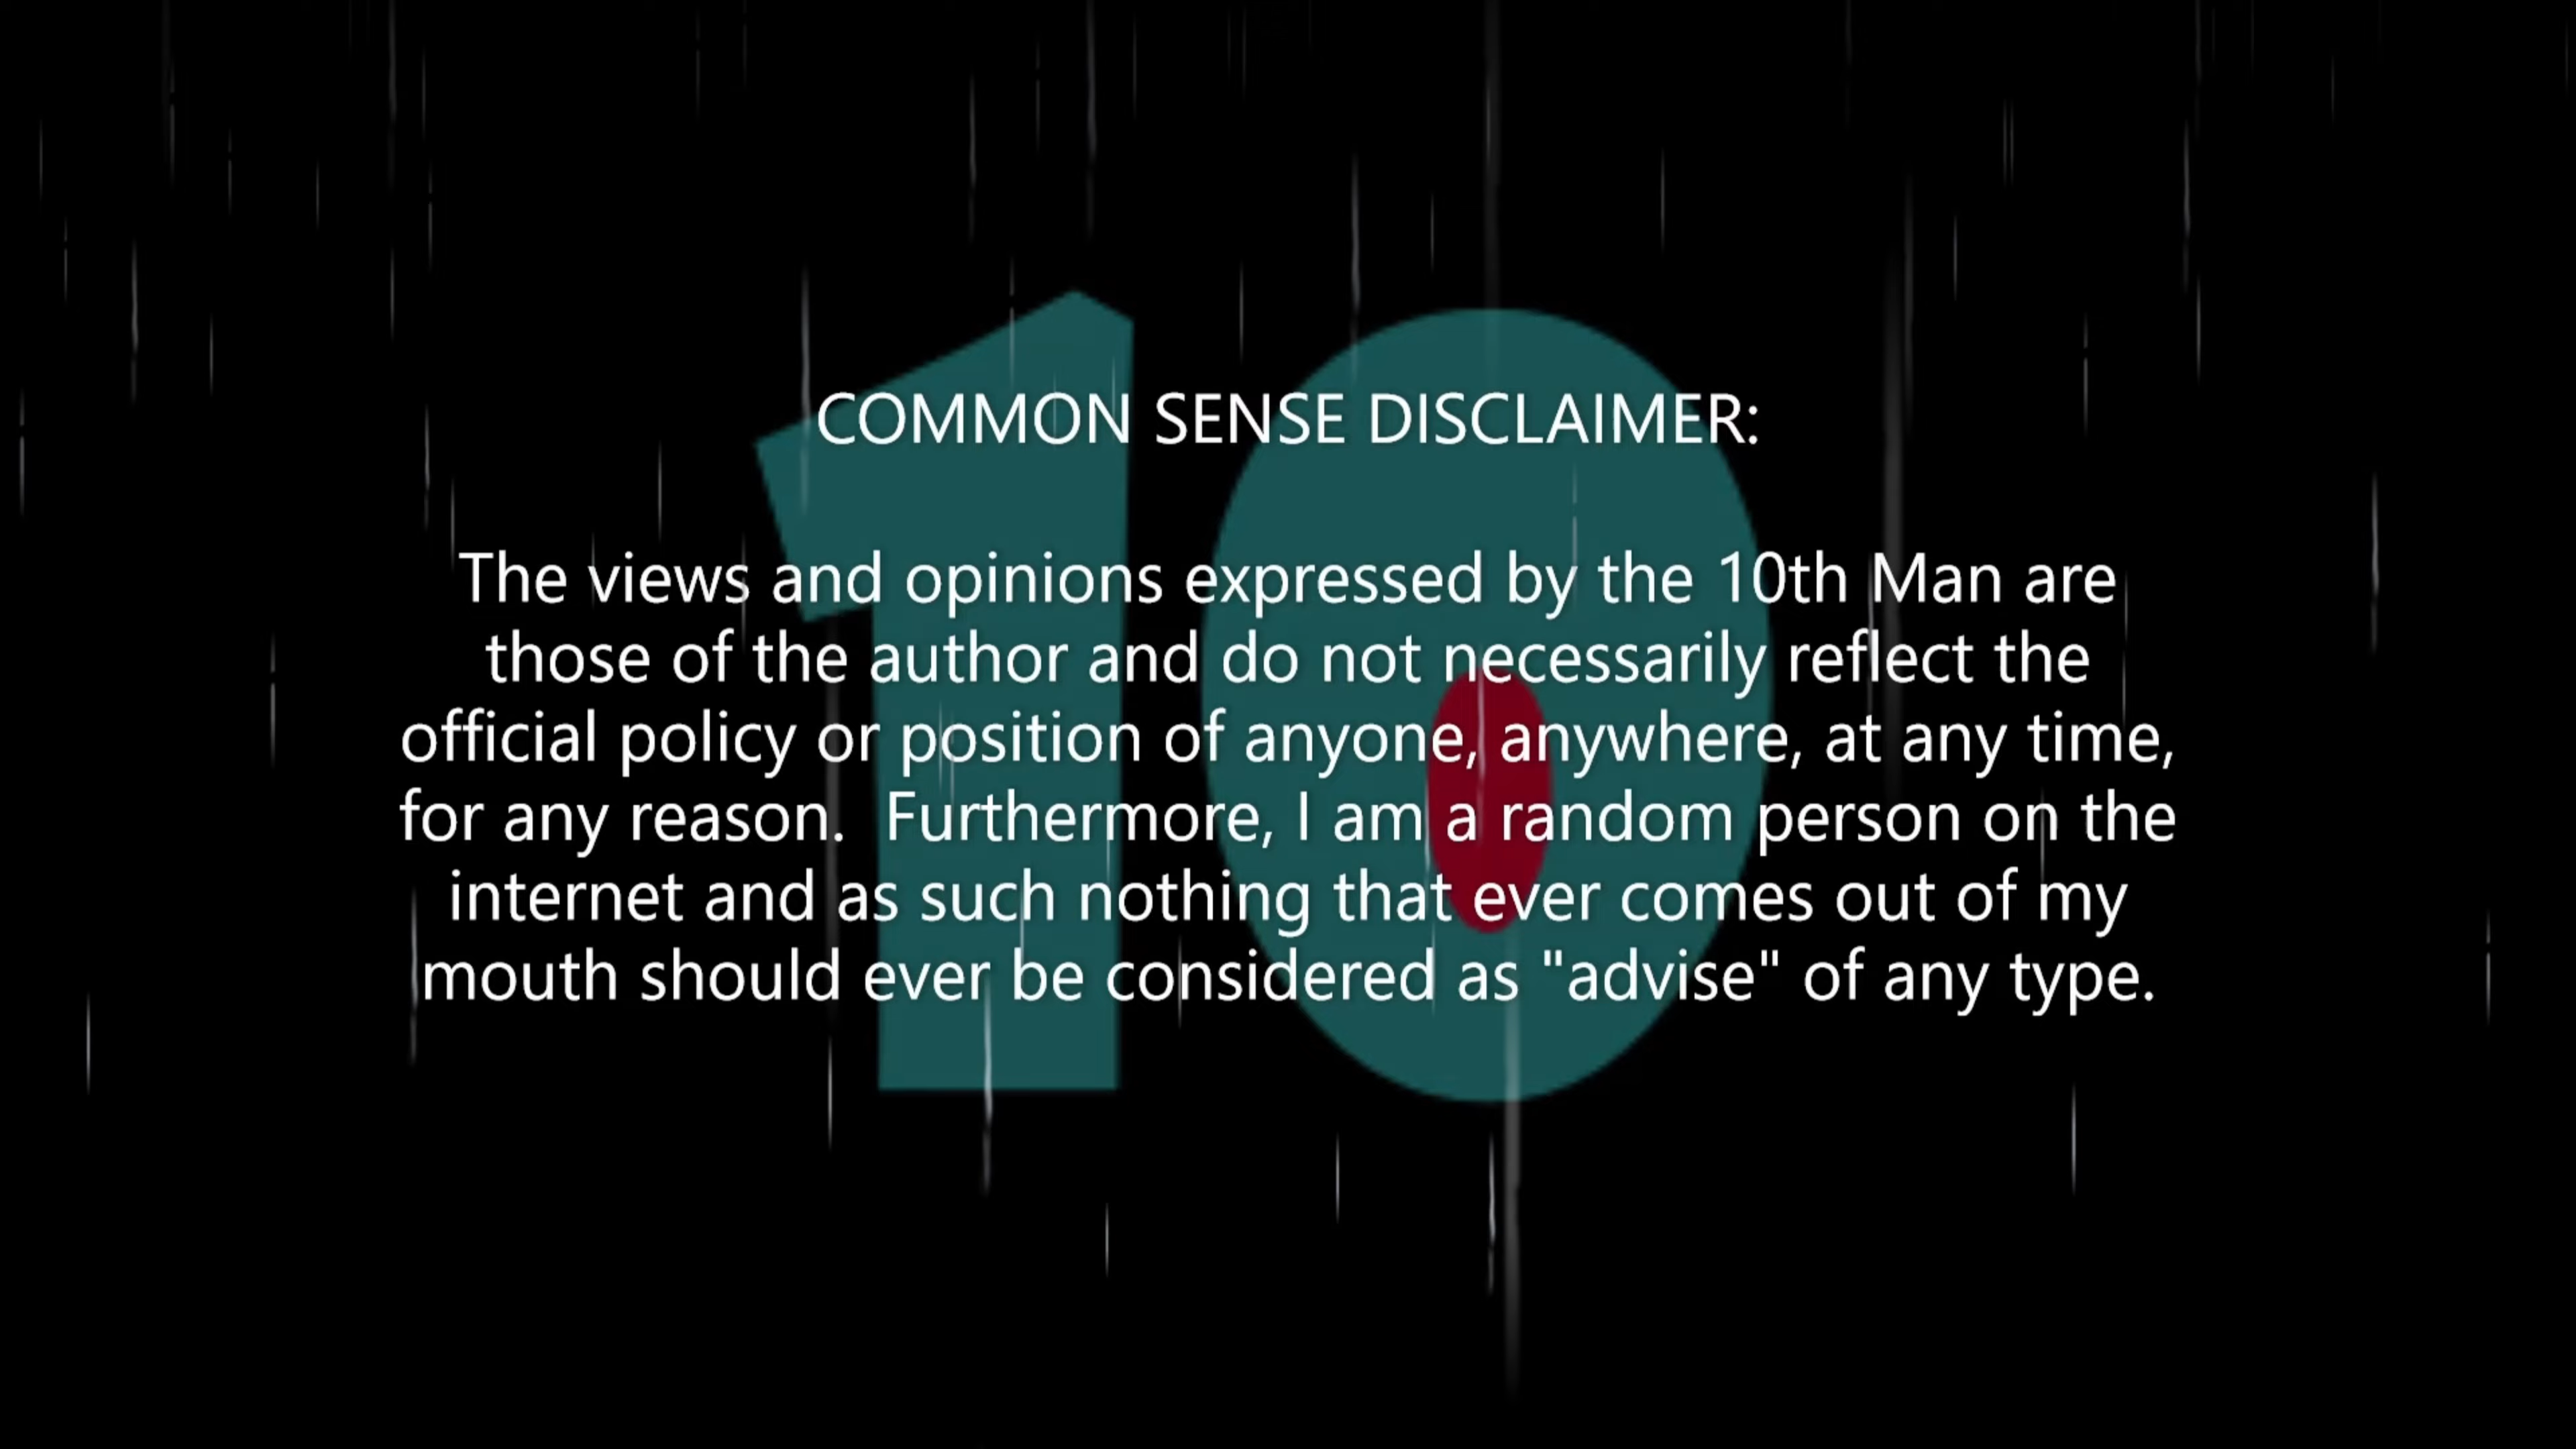 COMMON SENSE DISCLAIMER:
The views and opinions expressed by the 10th Man are
those of the author and do not necessarily reflect the
official policy or position of anyone, anywhere, at any time,
for any reason.  Furthermore, I am a random person on the
internet and as such nothing that ever comes out of my
mouth should ever be considered as "advise" of any type.
10